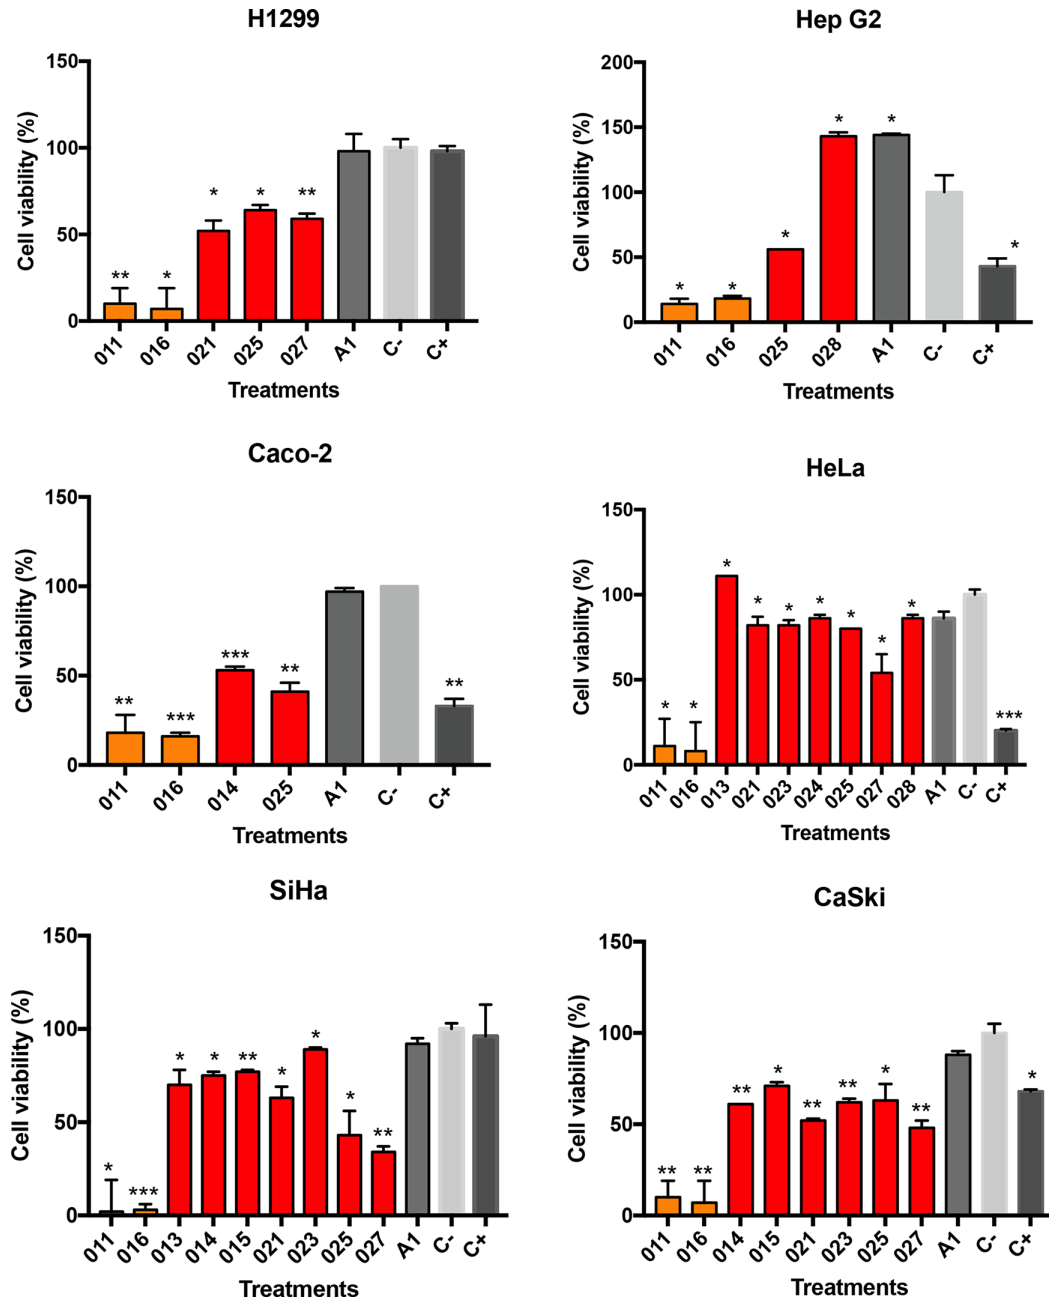 H1299
Cell viability (%)
150
100
50
0
** * * * **
011 016 021 025 027 A1 C- C+
Treatments
Hep G2
Cell viability (%)
200
150
100
50
0
* * * * * *
011 016 025 028 A1 C- C+
Treatments
Caco-2
Cell viability (%)
150
100
50
0
** *** *** ** **
011 016 014 025 A1 C- C+
Treatments
HeLa
Cell viability (%)
150
100
50
0
* * * * * * * * * ***
011 016 013 021 023 024 025 027 028 A1 C- C+
Treatments
SiHa
Cell viability (%)
150
100
50
0
* *** * * ** * * * **
011 016 013 014 015 021 023 025 027 A1 C- C+
Treatments
CaSki
Cell viability (%)
150
100
50
0
** ** ** * ** ** * ** *
011 016 014 015 021 023 025 027 A1 C- C+
Treatments